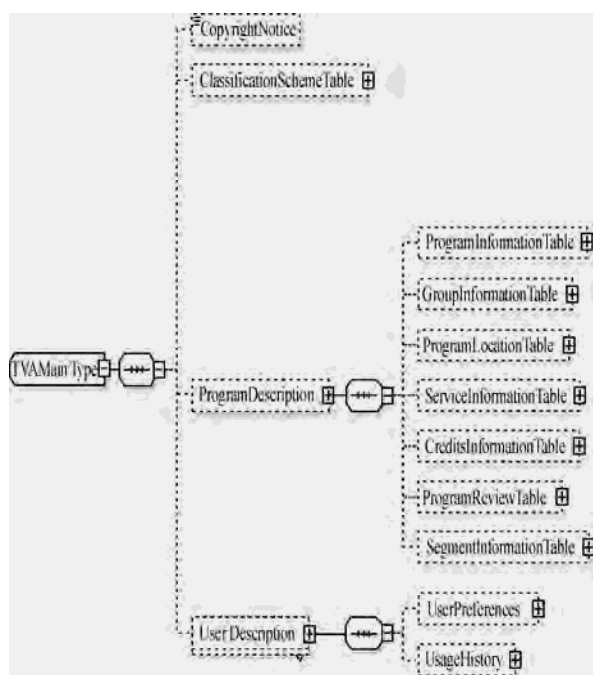 CopyrightNotice
ClassificationSchemeTable
ProgramInformationTable
GroupInformationTable
ProgramLocationTable
TVAMainType
ProgramDescription
ServiceInformationTable
CreditsInformationTable
ProgramReviewTable
SegmentInformationTable
UserDescription
UserPreferences
UsageHistory